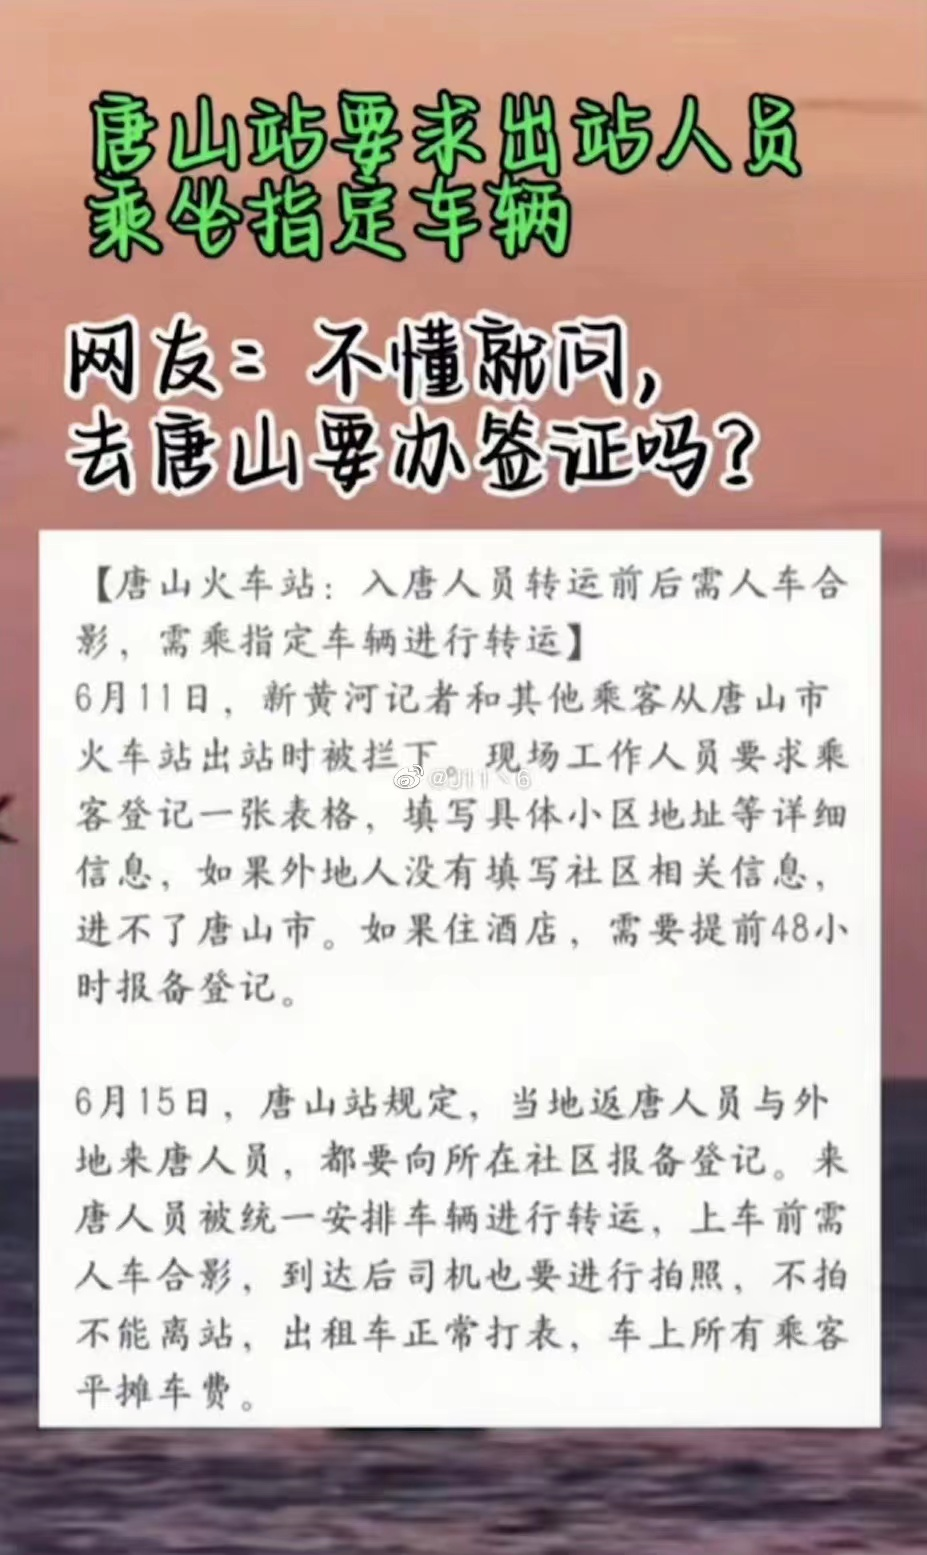 唐山站要求出站人员
乘坐指定车辆
网友：不懂就问，
去唐山要办签证吗？
【唐山火车站：入唐人员转运前后需人车合
影，需乘指定车辆进行转运】
6月11日，新黄河记者和其他乘客从唐山市
火车站出站时被拦下。现场工作人员要求乘
@J11丶6
客登记一张表格，填写具体小区地址等详细
信息，如果外地人没有填写社区相关信息，
进不了唐山市。如果住酒店，需要提前48小
时报备登记。
6月15日，唐山站规定，当地返唐人员与外
地来唐人员，都要向所在社区报备登记。来
唐人员被统一安排车辆进行转运，上车前需
人车合影，到达后司机也要进行拍照，不拍
不能离站，出租车正常打表，车上所有乘客
平摊车费。